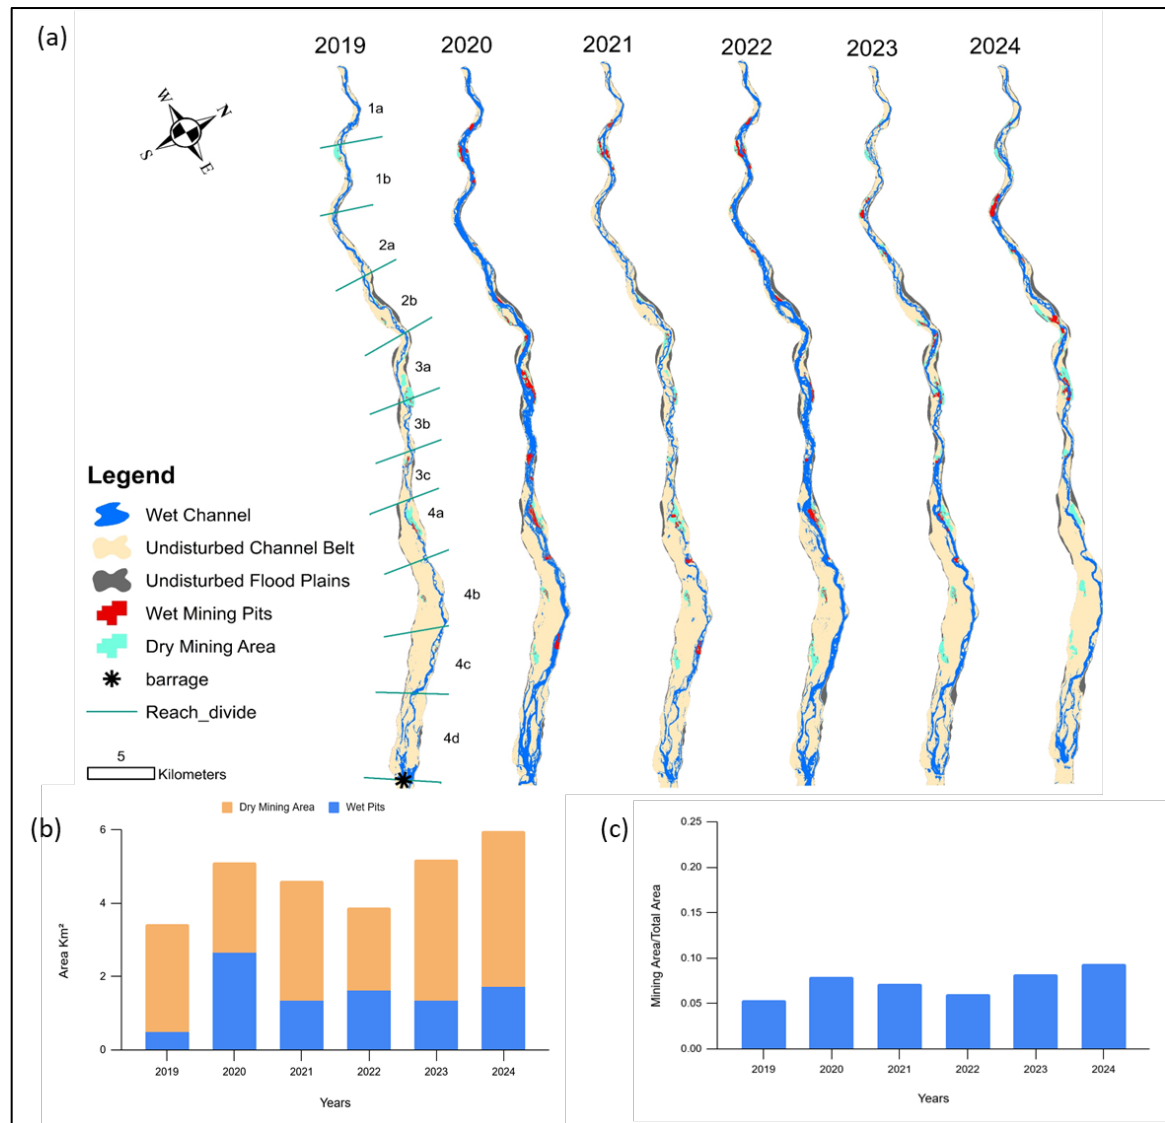 (a)
2019 2020 2021 2022 2023 2024
W N
S E
1a
1b
2a
2b
3a
3b
3c
4a
4b
4c
4d
Legend
Wet Channel
Undisturbed Channel Belt
Undisturbed Flood Plains
Wet Mining Pits
Dry Mining Area
barrage
Reach_divide
5
Kilometers
(b)
Dry Mining Area Wet Pits
6
4
2
0
Area Km²
2019 2020 2021 2022 2023 2024
Years
(c)
0.25
0.20
0.15
0.10
0.05
0.00
Mining Area/Total Area
2019 2020 2021 2022 2023 2024
Years